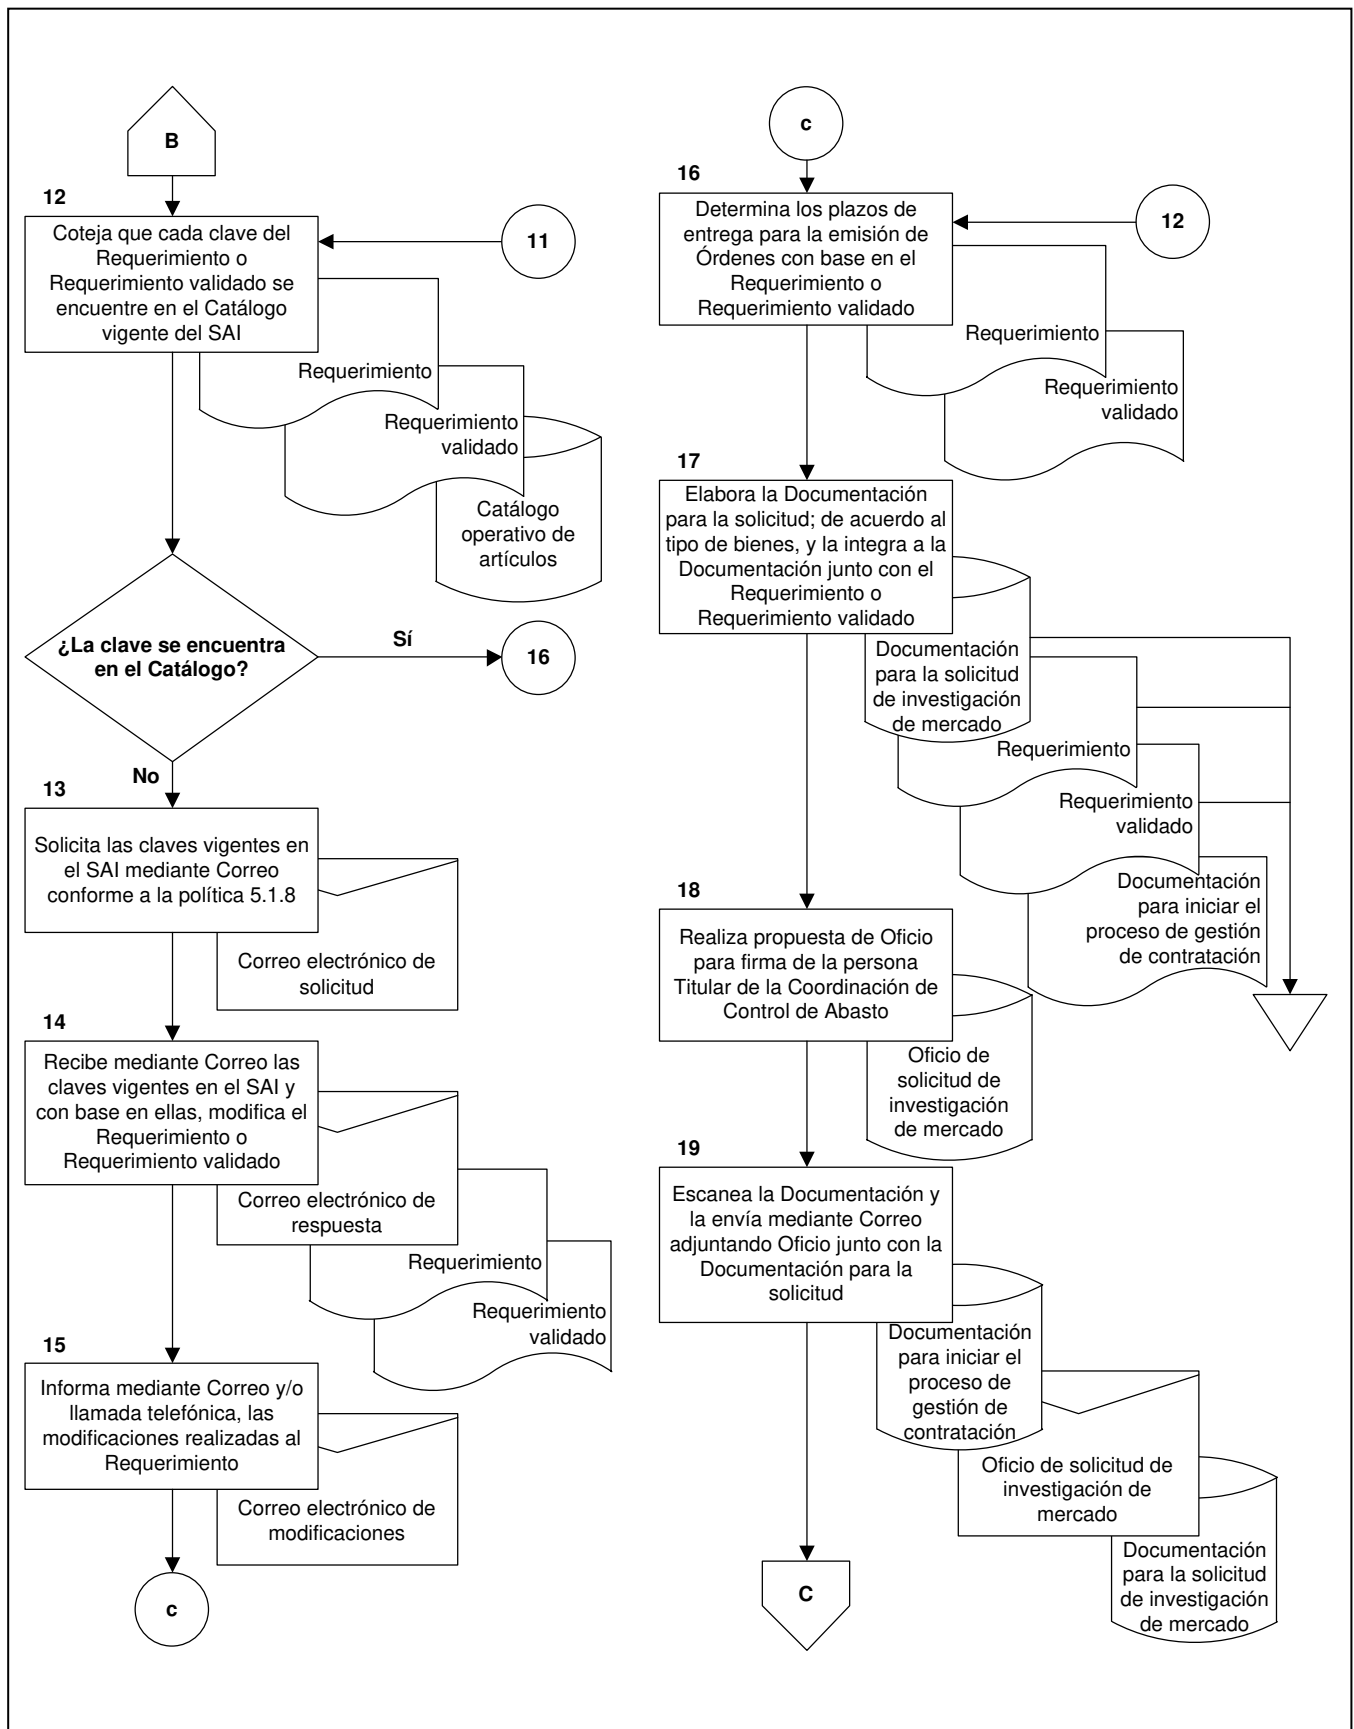 B
12
Coteja que cada clave del
Requerimiento o
Requerimiento validado se
encuentre en el Catálogo
vigente del SAI
11
Requerimiento
Requerimiento
validado
Catálogo
operativo de
artículos
¿La clave se encuentra
en el Catálogo?
Sí
16
No
13
Solicita las claves vigentes en
el SAI mediante Correo
conforme a la política 5.1.8
Correo electrónico de
solicitud
14
Recibe mediante Correo las
claves vigentes en el SAI y
con base en ellas, modifica el
Requerimiento o
Requerimiento validado
Correo electrónico de
respuesta
Requerimiento
Requerimiento
validado
15
Informa mediante Correo y/o
llamada telefónica, las
modificaciones realizadas al
Requerimiento
Correo electrónico de
modificaciones
c
c
16
Determina los plazos de
entrega para la emisión de
Órdenes con base en el
Requerimiento o
Requerimiento validado
12
Requerimiento
Requerimiento
validado
17
Elabora la Documentación
para la solicitud; de acuerdo al
tipo de bienes, y la integra a la
Documentación junto con el
Requerimiento o
Requerimiento validado
Documentación
para la solicitud
de investigación
de mercado
Requerimiento
Requerimiento
validado
Documentación
para iniciar el
proceso de gestión
de contratación
18
Realiza propuesta de Oficio
para firma de la persona
Titular de la Coordinación de
Control de Abasto
Oficio de
solicitud de
investigación
de mercado
19
Escanea la Documentación y
la envía mediante Correo
adjuntando Oficio junto con la
Documentación para la
solicitud
Documentación
para iniciar el
proceso de
gestión de
contratación
Oficio de solicitud de
investigación de
mercado
Documentación
para la solicitud
de investigación
de mercado
C